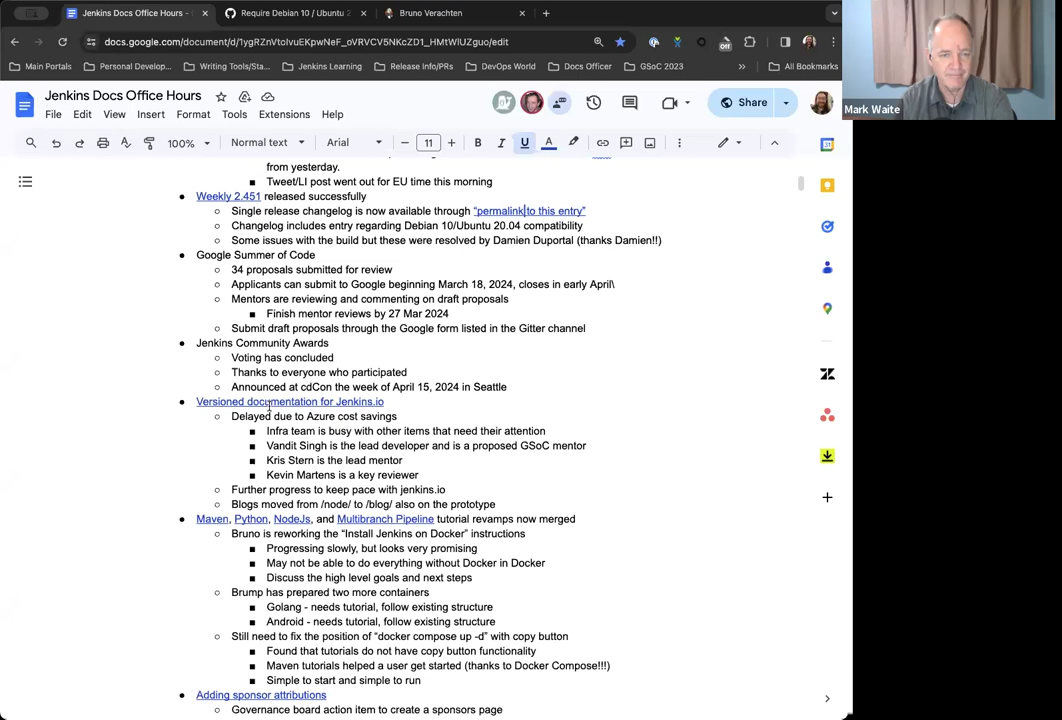 Jenkins Docs Office Hours -
Require Debian 10 / Ubuntu 2
Bruno Verachten
docs.google.com/document/d/1ygRZnVtoIvuEKpwNeF_oVRVCV5NKcZD1_HMtWIUZguo/edit
Off
Main Portals
Personal Develop...
Writing Tools/Sta...
Jenkins Learning
Release Info/PRs
DevOps World
Docs Officer
GSoC 2023
All Bookmarks
Jenkins Docs Office Hours
File Edit View Insert Format Tools Extensions Help
Share
Mark Waite
100%
Normal text
Arial
11
from yesterday.
Tweet/LI post went out for EU time this morning
Weekly 2.451 released successfully
Single release changelog is now available through "permalink to this entry"
Changelog includes entry regarding Debian 10/Ubuntu 20.04 compatibility
Some issues with the build but these were resolved by Damien Duportal (thanks Damien!!)
Google Summer of Code
34 proposals submitted for review
Applicants can submit to Google beginning March 18, 2024, closes in early April\
Mentors are reviewing and commenting on draft proposals
Finish mentor reviews by 27 Mar 2024
Submit draft proposals through the Google form listed in the Gitter channel
Jenkins Community Awards
Voting has concluded
Thanks to everyone who participated
Announced at cdCon the week of April 15, 2024 in Seattle
Versioned documentation for Jenkins.io
Delayed due to Azure cost savings
Infra team is busy with other items that need their attention
Vandit Singh is the lead developer and is a proposed GSoC mentor
Kris Stern is the lead mentor
Kevin Martens is a key reviewer
Further progress to keep pace with jenkins.io
Blogs moved from /node/ to /blog/ also on the prototype
Maven, Python, NodeJs, and Multibranch Pipeline tutorial revamps now merged
Bruno is reworking the "Install Jenkins on Docker" instructions
Progressing slowly, but looks very promising
May not be able to do everything without Docker in Docker
Discuss the high level goals and next steps
Brump has prepared two more containers
Golang - needs tutorial, follow existing structure
Android - needs tutorial, follow existing structure
Still need to fix the position of "docker compose up -d" with copy button
Found that tutorials do not have copy button functionality
Maven tutorials helped a user get started (thanks to Docker Compose!!!)
Simple to start and simple to run
Adding sponsor attributions
Governance board action item to create a sponsors page